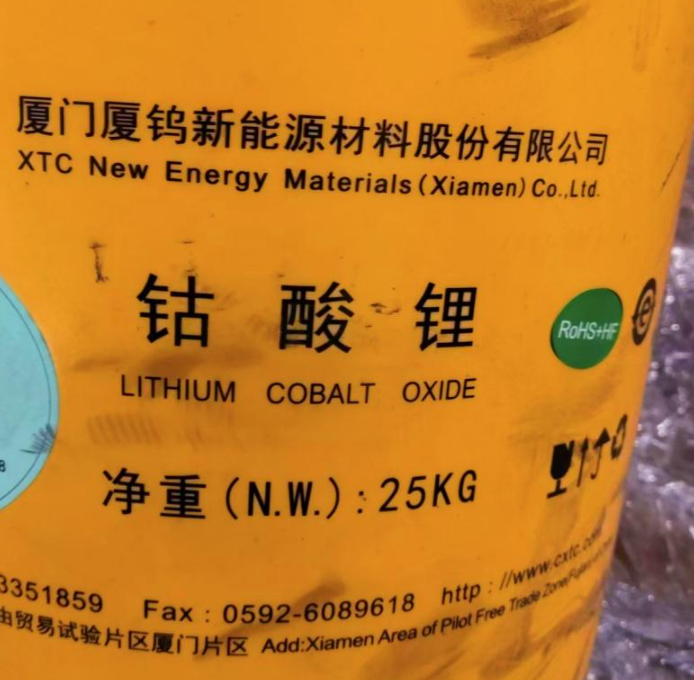 厦门厦钨新能源材料股份有限公司
XTC New Energy Materials(Xiamen)Co.,Ltd.
钴酸锂
RoHS+HF
LITHIUM COBALT OXIDE
净重(N.W.):25KG
3351859 Fax:0592-6089618 http://www.cxtc.com
由贸易试验片区厦门片区 Add:Xiamen Area of Pilot Free Trade Zone